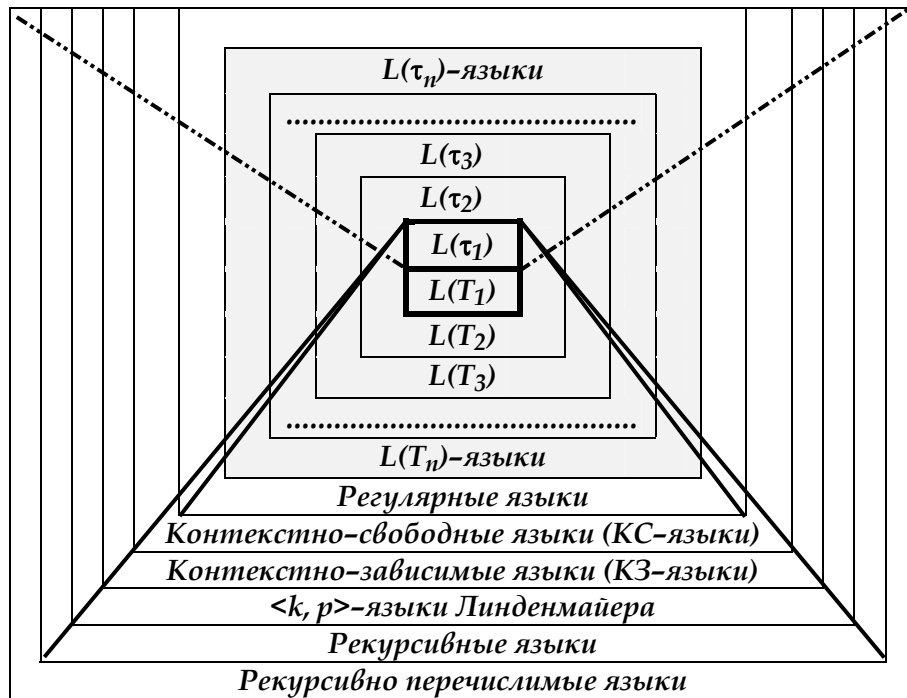 L(τn)–языки
L(τ3)
L(τ2)
L(τ1)
L(T1)
L(T2)
L(T3)
L(Tn)–языки
Регулярные языки
Контекстно–свободные языки (КС–языки)
Контекстно–зависимые языки (КЗ–языки)
<k, p>–языки Линденмайера
Рекурсивные языки
Рекурсивно перечислимые языки